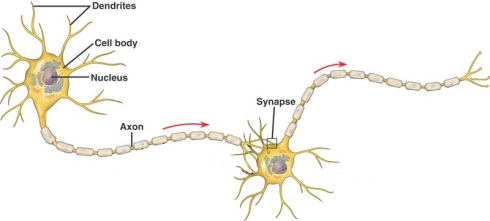 Dendrites
Cell body
Nucleus
Axon
Synapse